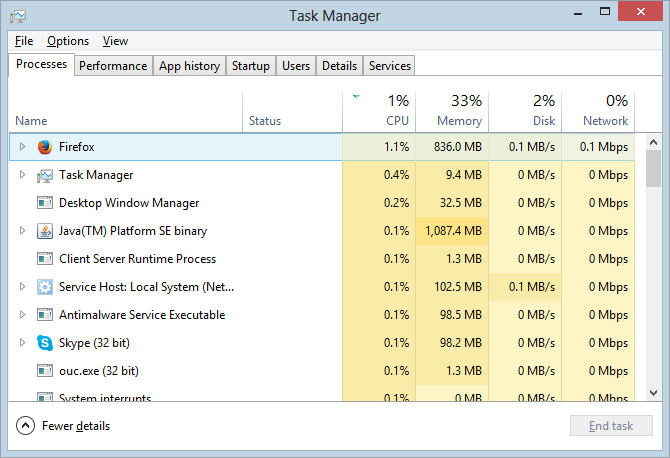 Task Manager
File Options View
Processes Performance App history Startup Users Details Services
1% 33% 2% 0%
Name Status CPU Memory Disk Network
Firefox 1.1% 836.0 MB 0.1 MB/s 0.1 Mbps
Task Manager 0.4% 9.4 MB 0 MB/s 0 Mbps
Desktop Window Manager 0.2% 32.5 MB 0 MB/s 0 Mbps
Java(TM) Platform SE binary 0.1% 1,087.4 MB 0 MB/s 0 Mbps
Client Server Runtime Process 0.1% 1.3 MB 0 MB/s 0 Mbps
Service Host: Local System (Net... 0.1% 102.5 MB 0.1 MB/s 0 Mbps
Antimalware Service Executable 0.1% 98.5 MB 0 MB/s 0 Mbps
Skype (32 bit) 0.1% 98.2 MB 0 MB/s 0 Mbps
ouc.exe (32 bit) 0.1% 1.3 MB 0 MB/s 0 Mbps
System interrupts 0.1% 0 MB 0 MB/s 0 Mbps
Fewer details End task